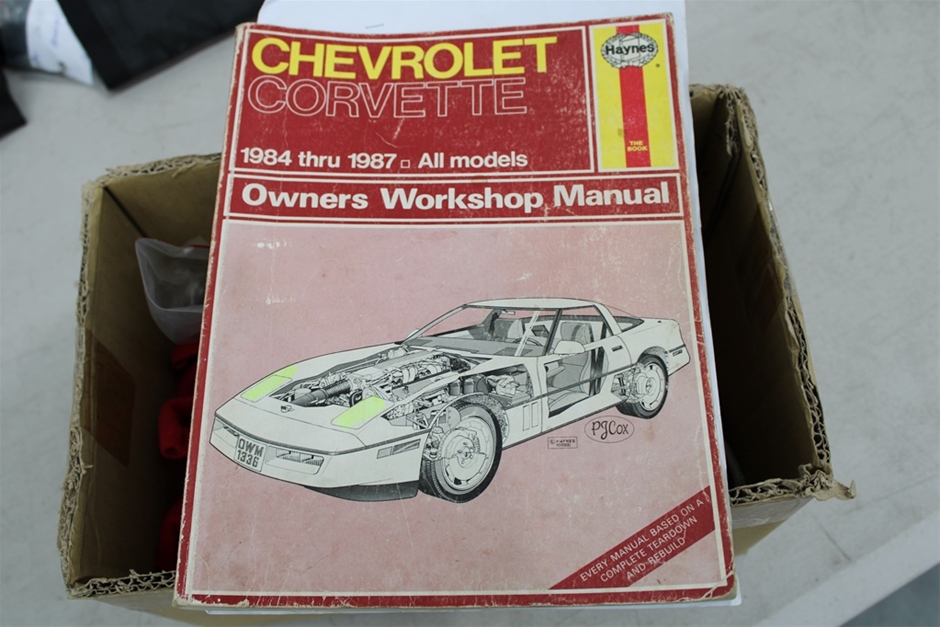 CHEVROLET
CORVETTE
1984 thru 1987 □ All models
Haynes
®
THE
BOOK
Owners Workshop Manual
OWM
1336
PJCox
© HAYNES
EVERY MANUAL BASED ON A
COMPLETE TEARDOWN
AND REBUILD